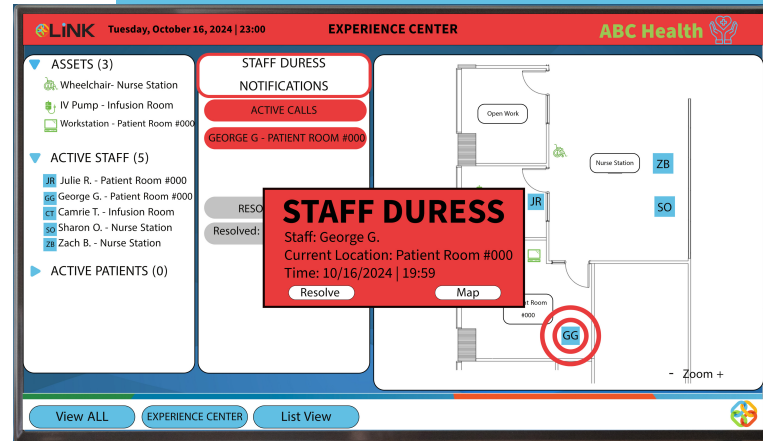 LiNK Tuesday, October 16, 2024 | 23:00 EXPERIENCE CENTER ABC Health
ASSETS (3)
Wheelchair- Nurse Station
IV Pump - Infusion Room
Workstation - Patient Room #000
ACTIVE STAFF (5)
JR Julie R. - Patient Room #000
GG George G. - Patient Room #000
CT Camrie T. - Infusion Room
SO Sharon O. - Nurse Station
ZB Zach B. - Nurse Station
ACTIVE PATIENTS (0)
STAFF DURESS
NOTIFICATIONS
ACTIVE CALLS
GEORGE G - PATIENT ROOM #000
Resolved:
STAFF DURESS
Staff: George G.
Current Location: Patient Room #000
Time: 10/16/2024 | 19:59
Resolve Map
Open Work
Nurse Station
ZB
JR
SO
Room
#000
GG
- Zoom +
View ALL EXPERIENCE CENTER List View